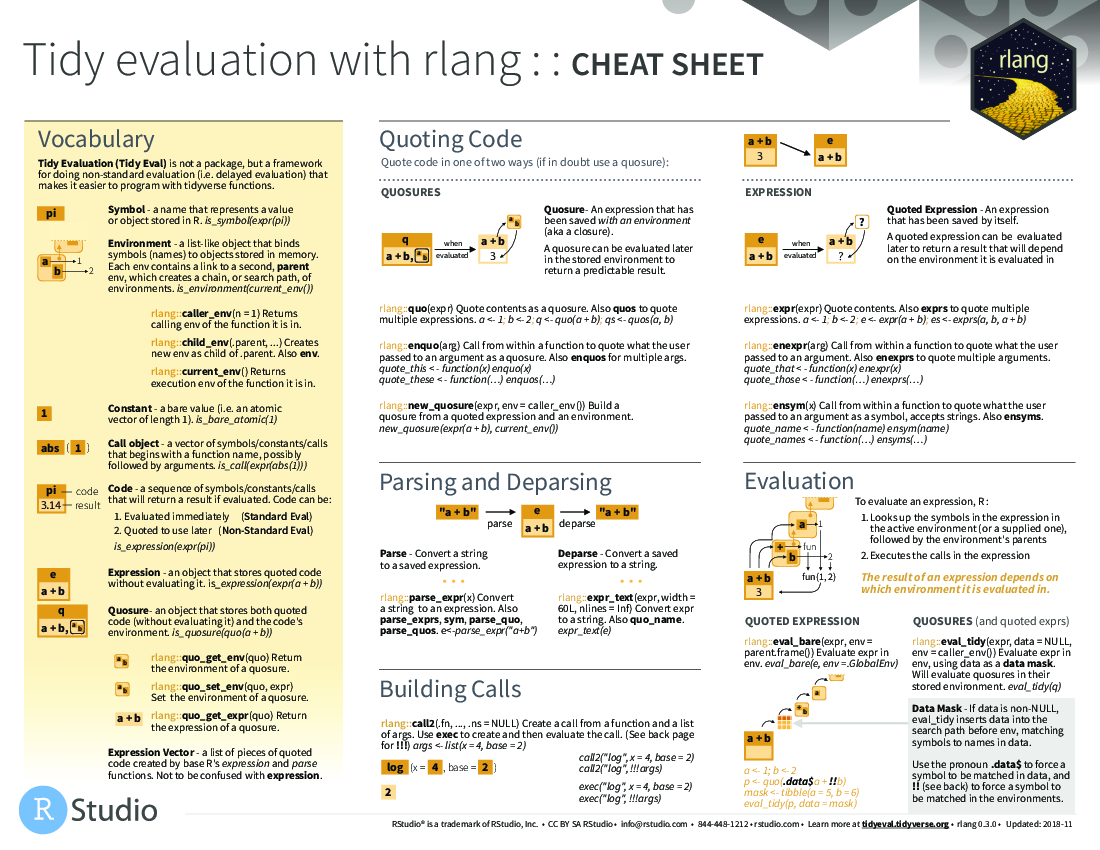 Tidy evaluation with rlang : : CHEAT SHEET
rlang
Vocabulary
Tidy Evaluation (Tidy Eval) is not a package, but a framework
for doing non-standard evaluation (i.e. delayed evaluation) that
makes it easier to program with tidyverse functions.
pi
Symbol - a name that represents a value
or object stored in R. is_symbol(expr(pi))
a → 1
b → 2
Environment - a list-like object that binds
symbols (names) to objects stored in memory.
Each env contains a link to a second, parent
env, which creates a chain, or search path, of
environments. is_environment(current_env())
rlang::caller_env(n = 1) Returns
calling env of the function it is in.
rlang::child_env(.parent, ...) Creates
new env as child of .parent. Also env.
rlang::current_env() Returns
execution env of the function it is in.
1
Constant - a bare value (i.e. an atomic
vector of length 1). is_bare_atomic(1)
abs ( 1 )
Call object - a vector of symbols/constants/calls
that begins with a function name, possibly
followed by arguments. is_call(expr(abs(1)))
pi code
3.14 result
Code - a sequence of symbols/constants/calls
that will return a result if evaluated. Code can be:
1. Evaluated immediately (Standard Eval)
2. Quoted to use later (Non-Standard Eval)
is_expression(expr(pi))
e
a + b
Expression - an object that stores quoted code
without evaluating it. is_expression(expr(a + b))
q
a + b, a b
Quosure- an object that stores both quoted
code (without evaluating it) and the code's
environment. is_quosure(quo(a + b))
a b
rlang::quo_get_env(quo) Return
the environment of a quosure.
a b
rlang::quo_set_env(quo, expr)
Set the environment of a quosure.
a + b
rlang::quo_get_expr(quo) Return
the expression of a quosure.
Expression Vector - a list of pieces of quoted
code created by base R's expression and parse
functions. Not to be confused with expression.
Quoting Code
Quote code in one of two ways (if in doubt use a quosure):
a + b
3
e
a + b
QUOSURES
q
a + b, a b
when
evaluated
a + b
3
a b
Quosure- An expression that has
been saved with an environment
(aka a closure).
A quosure can be evaluated later
in the stored environment to
return a predictable result.
rlang::quo(expr) Quote contents as a quosure. Also quos to quote
multiple expressions. a <- 1; b <- 2; q <- quo(a + b); qs <- quos(a, b)
rlang::enquo(arg) Call from within a function to quote what the user
passed to an argument as a quosure. Also enquos for multiple args.
quote_this <- function(x) enquo(x)
quote_these <- function(…) enquos(…)
rlang::new_quosure(expr, env = caller_env()) Build a
quosure from a quoted expression and an environment.
new_quosure(expr(a + b), current_env())
EXPRESSION
e
a + b
when
evaluated
a + b
?
?
Quoted Expression - An expression
that has been saved by itself.
A quoted expression can be evaluated
later to return a result that will depend
on the environment it is evaluated in
rlang::expr(expr) Quote contents. Also exprs to quote multiple
expressions. a <- 1; b <- 2; e <- expr(a + b); es <- exprs(a, b, a + b)
rlang::enexpr(arg) Call from within a function to quote what the user
passed to an argument. Also enexprs to quote multiple arguments.
quote_that <- function(x) enexpr(x)
quote_those <- function(…) enexprs(…)
rlang::ensym(x) Call from within a function to quote what the user
passed to an argument as a symbol, accepts strings. Also ensyms.
quote_name <- function(name) ensym(name)
quote_names <- function(…) ensyms(…)
Parsing and Deparsing
"a + b"
parse
e
a + b
deparse
"a + b"
Parse - Convert a string
to a saved expression.
rlang::parse_expr(x) Convert
a string to an expression. Also
parse_exprs, sym, parse_quo,
parse_quos. e<-parse_expr("a+b")
Deparse - Convert a saved
expression to a string.
rlang::expr_text(expr, width =
60L, nlines = Inf) Convert expr
to a string. Also quo_name.
expr_text(e)
Building Calls
rlang::call2(.fn, ..., .ns = NULL) Create a call from a function and a list
of args. Use exec to create and then evaluate the call. (See back page
for !!!) args <- list(x = 4, base = 2)
log (x = 4 , base = 2 )
2
call2("log", x = 4, base = 2)
call2("log", !!!args)
exec("log", x = 4, base = 2)
exec("log", !!!args)
Evaluation
a → 1
+ → fun
b → 2
fun(1, 2)
a + b
3
To evaluate an expression, R :
1. Looks up the symbols in the expression in
the active environment (or a supplied one),
followed by the environment's parents
2. Executes the calls in the expression
The result of an expression depends on
which environment it is evaluated in.
QUOTED EXPRESSION
rlang::eval_bare(expr, env =
parent.frame()) Evaluate expr in
env. eval_bare(e, env =.GlobalEnv)
a b
a
a + b
a <- 1; b <- 2
p <- quo(.data$a + !!b)
mask <- tibble(a = 5, b = 6)
eval_tidy(p, data = mask)
QUOSURES (and quoted exprs)
rlang::eval_tidy(expr, data = NULL,
env = caller_env()) Evaluate expr in
env, using data as a data mask.
Will evaluate quosures in their
stored environment. eval_tidy(q)
Data Mask - If data is non-NULL,
eval_tidy inserts data into the
search path before env, matching
symbols to names in data.
Use the pronoun .data$ to force a
symbol to be matched in data, and
!! (see back) to force a symbol to
be matched in the environments.
R Studio
RStudio® is a trademark of RStudio, Inc. • CC BY SA RStudio • info@rstudio.com • 844-448-1212 • rstudio.com • Learn more at tidyeval.tidyverse.org • rlang 0.3.0 • Updated: 2018-11